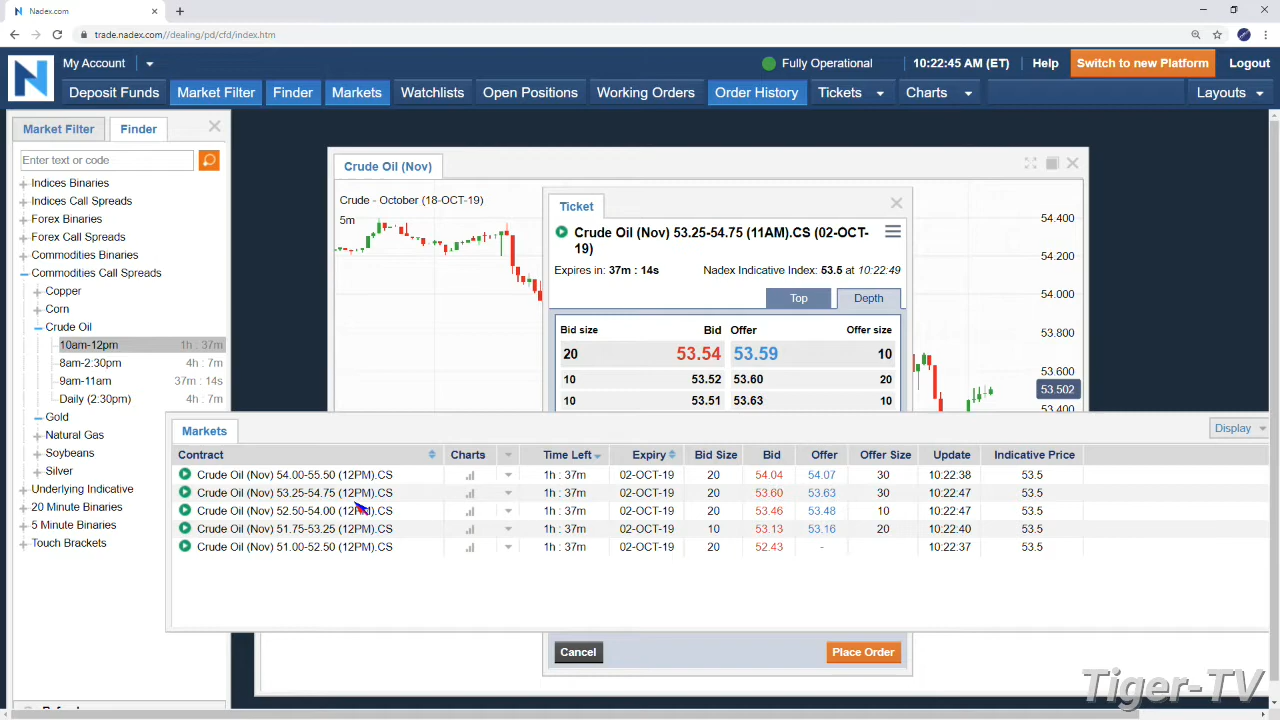 Nadex.com
trade.nadex.com//dealing/pd/cfd/index.htm
N
My Account
Fully Operational
10:22:45 AM (ET)
Help
Switch to new Platform
Logout
Deposit Funds
Market Filter
Finder
Markets
Watchlists
Open Positions
Working Orders
Order History
Tickets
Charts
Layouts
Market Filter
Finder
Enter text or code
Indices Binaries
Indices Call Spreads
Forex Binaries
Forex Call Spreads
Commodities Binaries
Commodities Call Spreads
Copper
Corn
Crude Oil
10am-12pm 1h : 37m
8am-2:30pm 4h : 7m
9am-11am 37m : 14s
Daily (2:30pm) 4h : 7m
Gold
Natural Gas
Soybeans
Silver
Underlying Indicative
20 Minute Binaries
5 Minute Binaries
Touch Brackets
Crude Oil (Nov)
Crude - October (18-OCT-19)
5m
54.400
54.200
54.000
53.800
53.600
53.502
53.400
Ticket
Crude Oil (Nov) 53.25-54.75 (11AM).CS (02-OCT-
19)
Expires in: 37m : 14s Nadex Indicative Index: 53.5 at 10:22:49
Top Depth
Bid size Bid Offer Offer size
20 53.54 53.59 10
10 53.52 53.60 20
10 53.51 53.63 10
Markets
Display
Contract Charts Time Left Expiry Bid Size Bid Offer Offer Size Update Indicative Price
Crude Oil (Nov) 54.00-55.50 (12PM).CS 1h : 37m 02-OCT-19 20 54.04 54.07 30 10:22:38 53.5
Crude Oil (Nov) 53.25-54.75 (12PM).CS 1h : 37m 02-OCT-19 20 53.60 53.63 30 10:22:47 53.5
Crude Oil (Nov) 52.50-54.00 (12PM).CS 1h : 37m 02-OCT-19 20 53.46 53.48 10 10:22:47 53.5
Crude Oil (Nov) 51.75-53.25 (12PM).CS 1h : 37m 02-OCT-19 10 53.13 53.16 20 10:22:40 53.5
Crude Oil (Nov) 51.00-52.50 (12PM).CS 1h : 37m 02-OCT-19 20 52.43 - 10:22:37 53.5
Cancel
Place Order
Tiger-TV